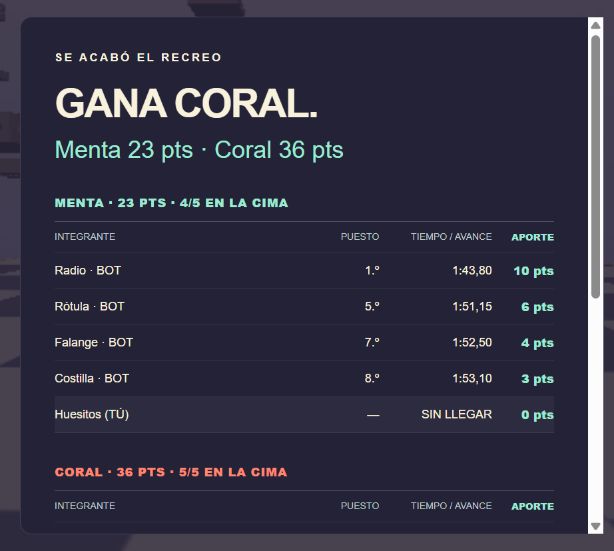 SE ACABÓ EL RECREO
GANA CORAL.
Menta 23 pts · Coral 36 pts
MENTA · 23 PTS · 4/5 EN LA CIMA
INTEGRANTE PUESTO TIEMPO / AVANCE APORTE
Radio · BOT 1.º 1:43,80 10 pts
Rótula · BOT 5.º 1:51,15 6 pts
Falange · BOT 7.º 1:52,50 4 pts
Costilla · BOT 8.º 1:53,10 3 pts
Huesitos (TÚ) — SIN LLEGAR 0 pts
CORAL · 36 PTS · 5/5 EN LA CIMA
INTEGRANTE PUESTO TIEMPO / AVANCE APORTE